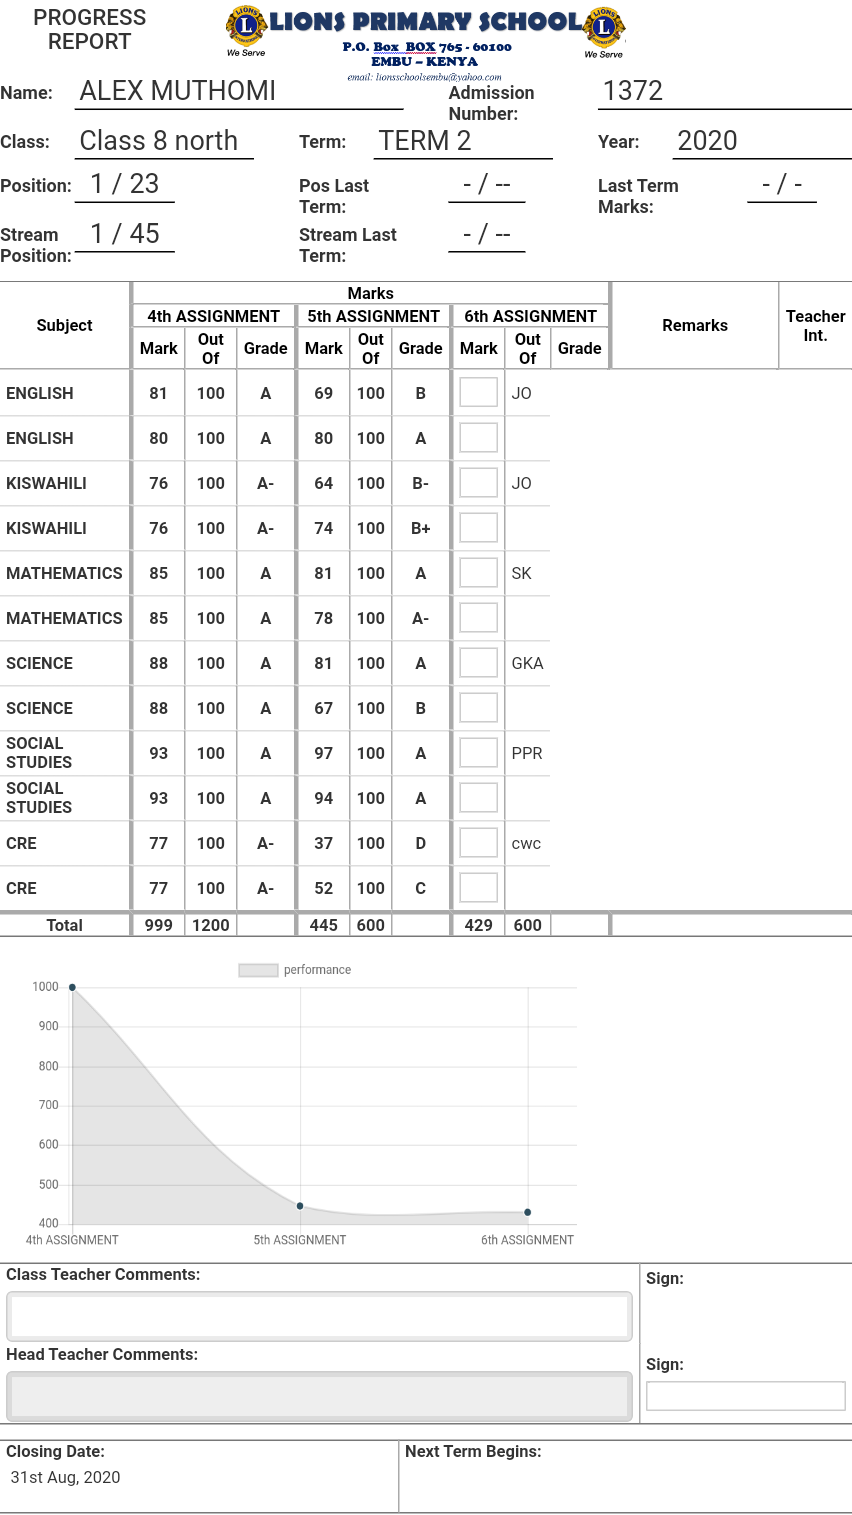 PROGRESS
REPORT
LIONS PRIMARY SCHOOL
P.O. Box BOX 765 - 60100
EMBU – KENYA
email: lionsschoolsembu@yahoo.com
LIONS
L
INTERNATIONAL
We Serve
LIONS
L
INTERNATIONAL
We Serve
Name: ALEX MUTHOMI Admission Number: 1372
Class: Class 8 north Term: TERM 2 Year: 2020
Position: 1 / 23 Pos Last Term: - / -- Last Term Marks: - / -
Stream Position: 1 / 45 Stream Last Term: - / --
Subject Marks Remarks Teacher Int.
4th ASSIGNMENT 5th ASSIGNMENT 6th ASSIGNMENT
Mark Out Of Grade Mark Out Of Grade Mark Out Of Grade
ENGLISH 81 100 A 69 100 B JO
ENGLISH 80 100 A 80 100 A
KISWAHILI 76 100 A- 64 100 B- JO
KISWAHILI 76 100 A- 74 100 B+
MATHEMATICS 85 100 A 81 100 A SK
MATHEMATICS 85 100 A 78 100 A-
SCIENCE 88 100 A 81 100 A GKA
SCIENCE 88 100 A 67 100 B
SOCIAL STUDIES 93 100 A 97 100 A PPR
SOCIAL STUDIES 93 100 A 94 100 A
CRE 77 100 A- 37 100 D cwc
CRE 77 100 A- 52 100 C
Total 999 1200 445 600 429 600
performance
1000
900
800
700
600
500
400
4th ASSIGNMENT 5th ASSIGNMENT 6th ASSIGNMENT
Class Teacher Comments: Sign:
Head Teacher Comments: Sign:
Closing Date: Next Term Begins:
31st Aug, 2020